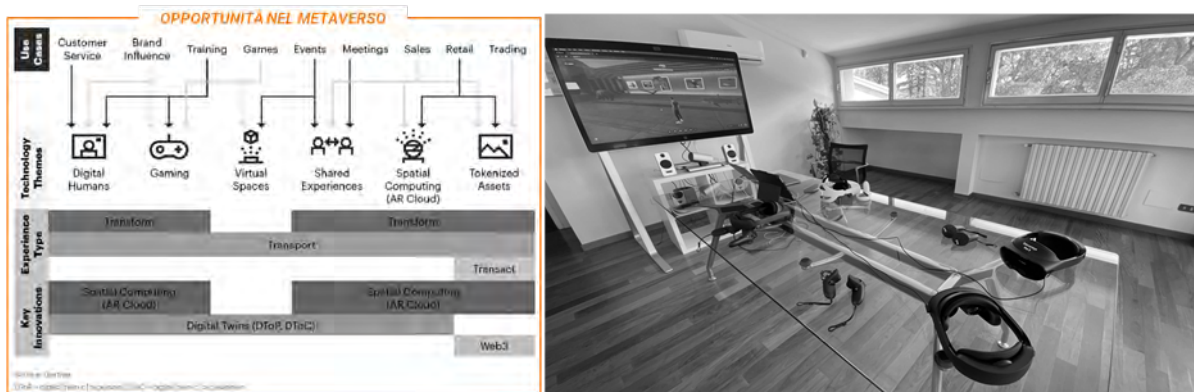 OPPORTUNITÀ NEL METAVERSO
Use
Cases
Customer
Service
Brand
Influence
Training
Games
Events
Meetings
Sales
Retail
Trading
Technology
Themes
Digital
Humans
Gaming
Virtual
Spaces
Shared
Experiences
Spatial
Computing
(AR Cloud)
Tokenized
Assets
Experience
Type
Transform
Transform
Transport
Transact
Key
Innovations
Spatial Computing
(AR Cloud)
Spatial Computing
(AR Cloud)
Digital Twins (DToP, DToC)
Web3